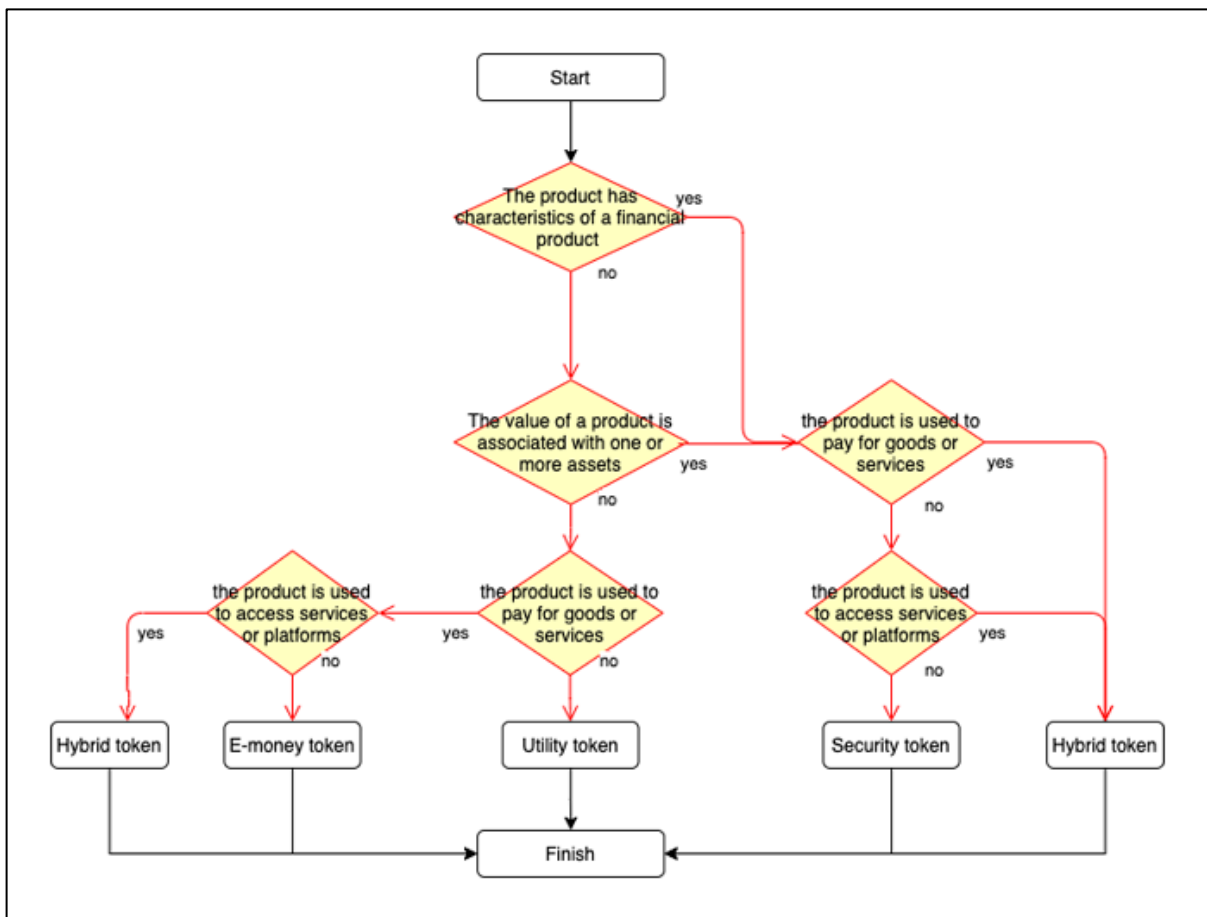 Start
The product has
characteristics of a financial
product
yes
no
The value of a product is
associated with one or
more assets
yes
no
the product is used to
pay for goods or
services
yes
no
the product is used
to access services
or platforms
yes
no
the product is used to
pay for goods or
services
yes
no
the product is used
to access services
or platforms
yes
no
Hybrid token
E-money token
Utility token
Security token
Hybrid token
Finish